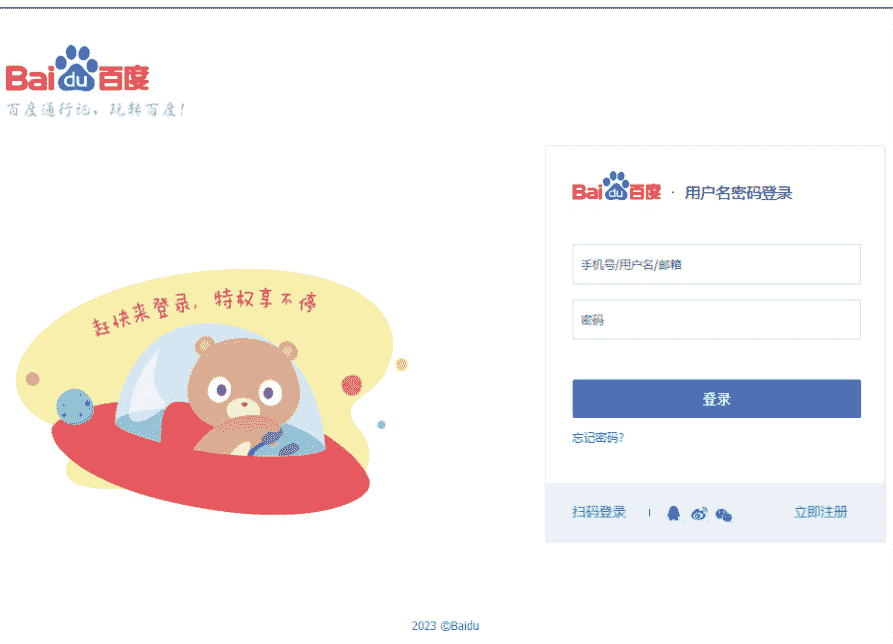 Bai du 百度
百度通行证，玩转百度！
Bai du 百度 · 用户名密码登录
手机号/用户名/邮箱
赶快来登录，特权享不停
密码
登录
忘记密码?
扫码登录 | 立即注册
2023 ©Baidu